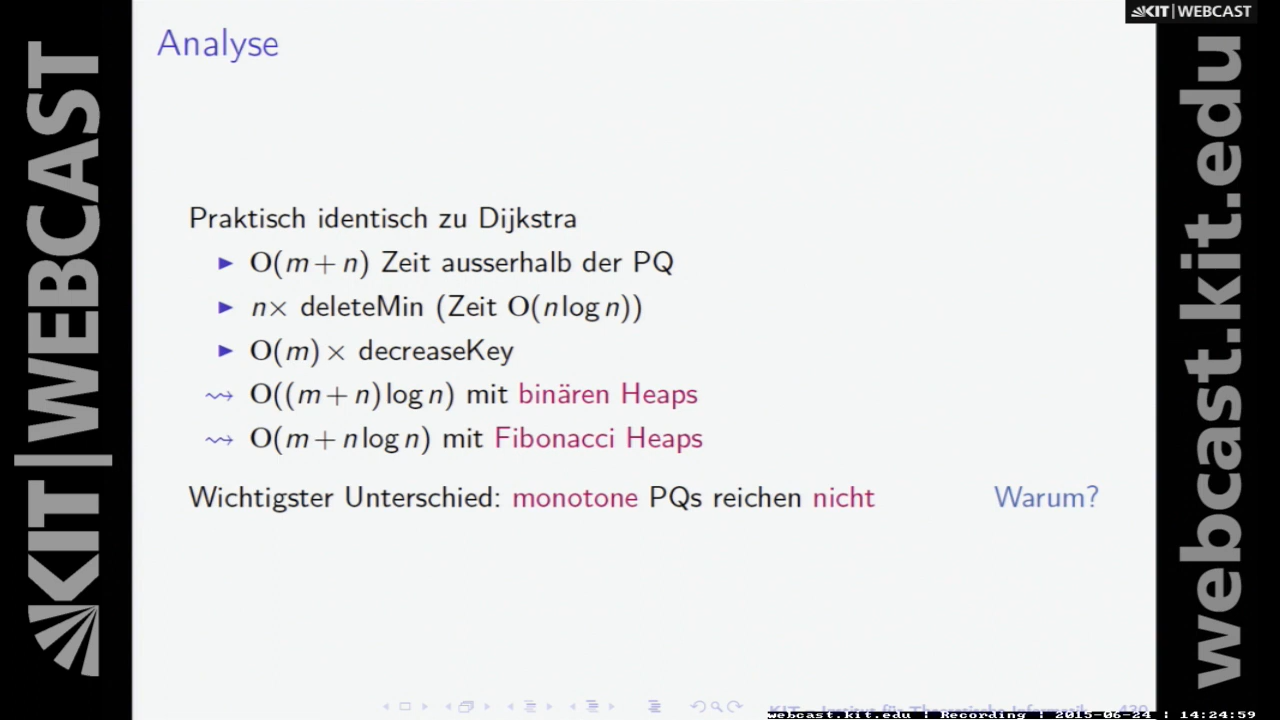 KIT|WEBCAST
KIT|WEBCAST
webcast.kit.edu
Analyse
Praktisch identisch zu Dijkstra
▶ O(m + n) Zeit ausserhalb der PQ
▶ n× deleteMin (Zeit O(n log n))
▶ O(m)× decreaseKey
⇝ O((m + n) log n) mit binären Heaps
⇝ O(m + n log n) mit Fibonacci Heaps
Wichtigster Unterschied: monotone PQs reichen nicht Warum?
webcast.kit.edu : Recording : 2015-06-24 : 14:24:59